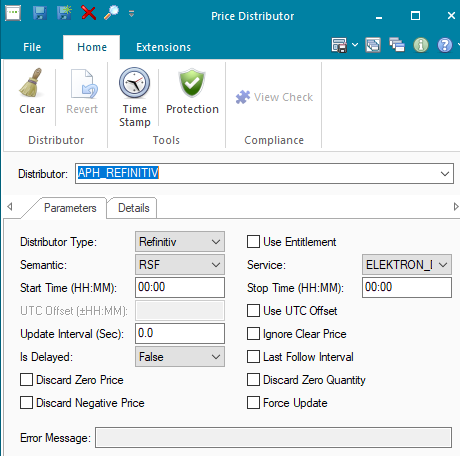 Price Distributor
File Home Extensions
Clear Revert Time Stamp Protection View Check
Distributor Tools Compliance
Distributor: APH_REFINITIV
Parameters Details
Distributor Type: Refinitiv Use Entitlement
Semantic: RSF Service: ELEKTRON_
Start Time (HH:MM): 00:00 Stop Time (HH:MM): 00:00
UTC Offset (±HH:MM): Use UTC Offset
Update Interval (Sec): 0.0 Ignore Clear Price
Is Delayed: False Last Follow Interval
Discard Zero Price Discard Zero Quantity
Discard Negative Price Force Update
Error Message: